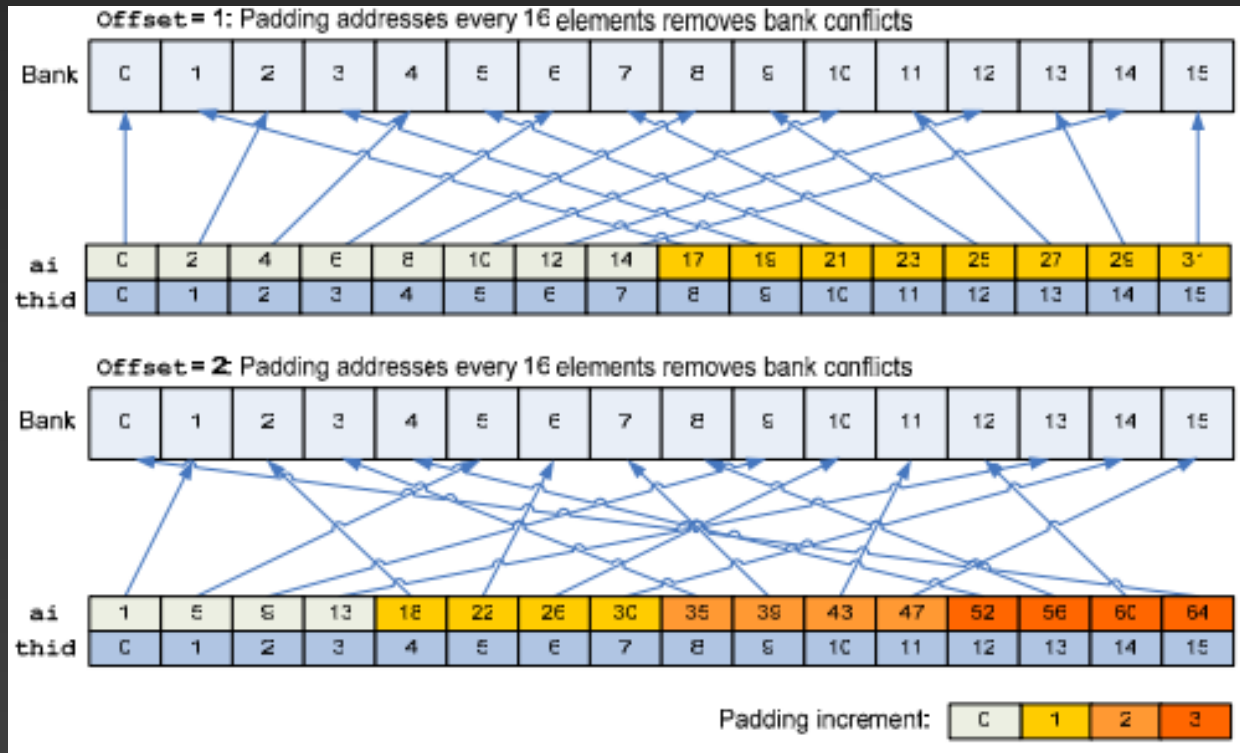 Offset = 1: Padding addresses every 16 elements removes bank conflicts
Bank 0 1 2 3 4 5 6 7 8 9 10 11 12 13 14 15
ai 0 2 4 6 8 10 12 14 17 19 21 23 25 27 29 31
thid 0 1 2 3 4 5 6 7 8 9 10 11 12 13 14 15
Offset = 2: Padding addresses every 16 elements removes bank conflicts
Bank 0 1 2 3 4 5 6 7 8 9 10 11 12 13 14 15
ai 1 5 9 13 18 22 26 30 35 39 43 47 52 56 60 64
thid 0 1 2 3 4 5 6 7 8 9 10 11 12 13 14 15
Padding increment: 0 1 2 3